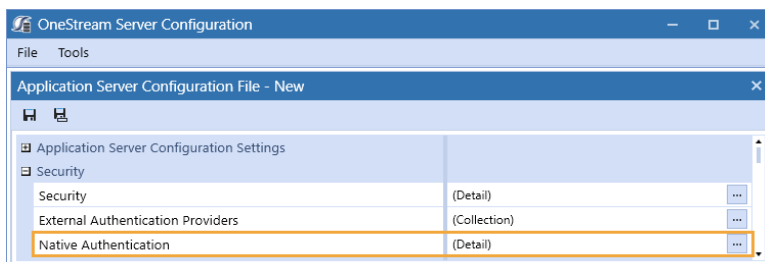 OneStream Server Configuration
File Tools
Application Server Configuration File - New
Application Server Configuration Settings
Security
Security (Detail) ...
External Authentication Providers (Collection) ...
Native Authentication (Detail) ...